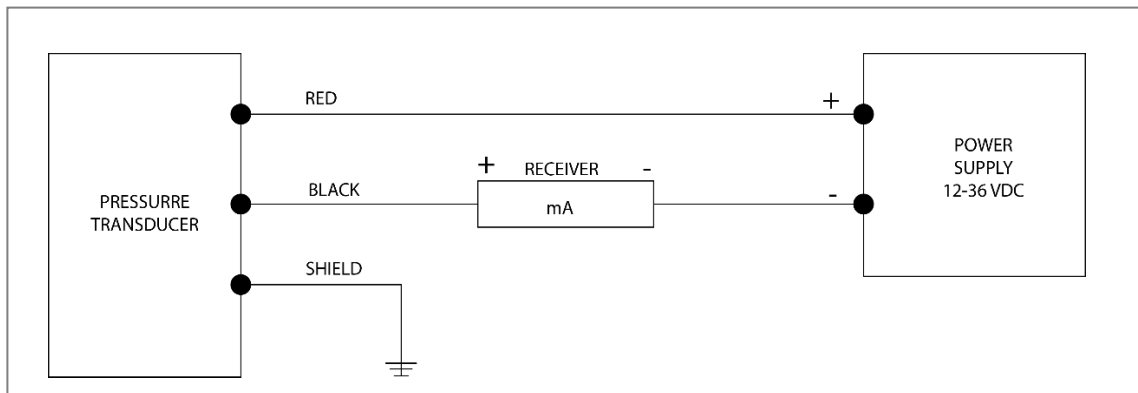 RED
+
POWER
SUPPLY
12-36 VDC
+ RECEIVER -
BLACK
mA
-
PRESSURRE
TRANSDUCER
SHIELD